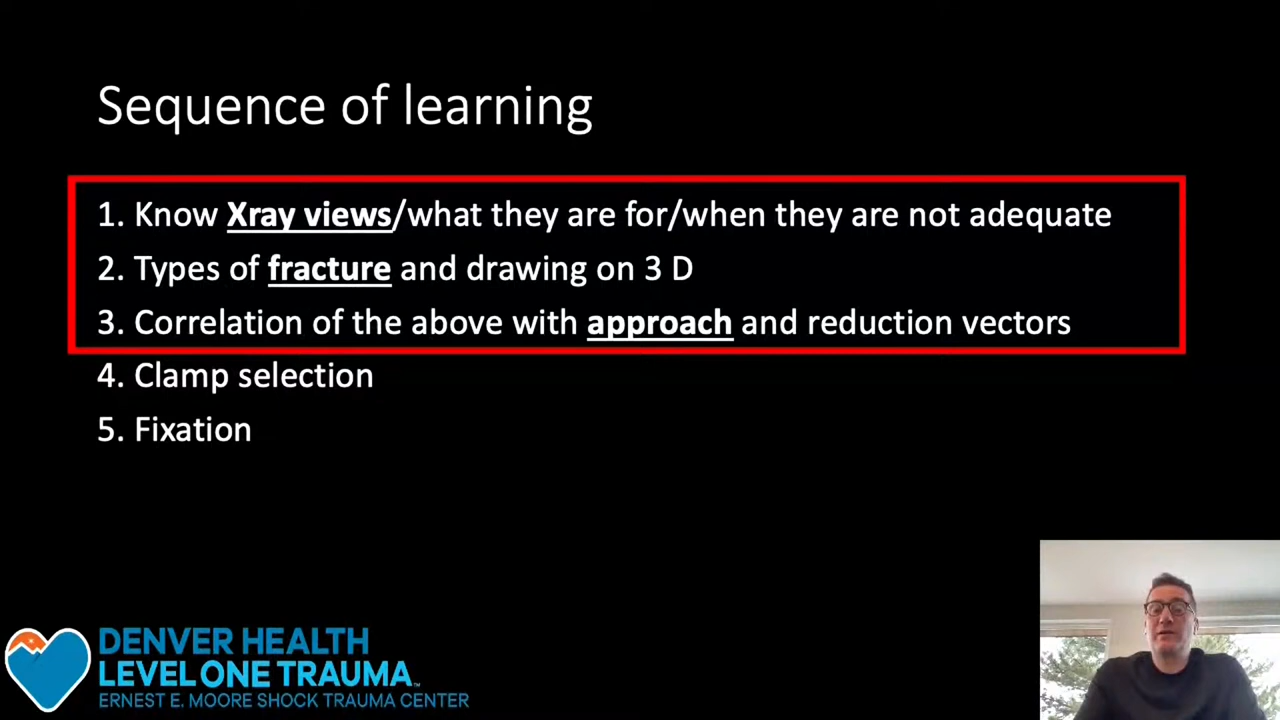 Sequence of learning
1. Know Xray views/what they are for/when they are not adequate
2. Types of fracture and drawing on 3 D
3. Correlation of the above with approach and reduction vectors
4. Clamp selection
5. Fixation
DENVER HEALTH
LEVEL ONE TRAUMA™
ERNEST E. MOORE SHOCK TRAUMA CENTER